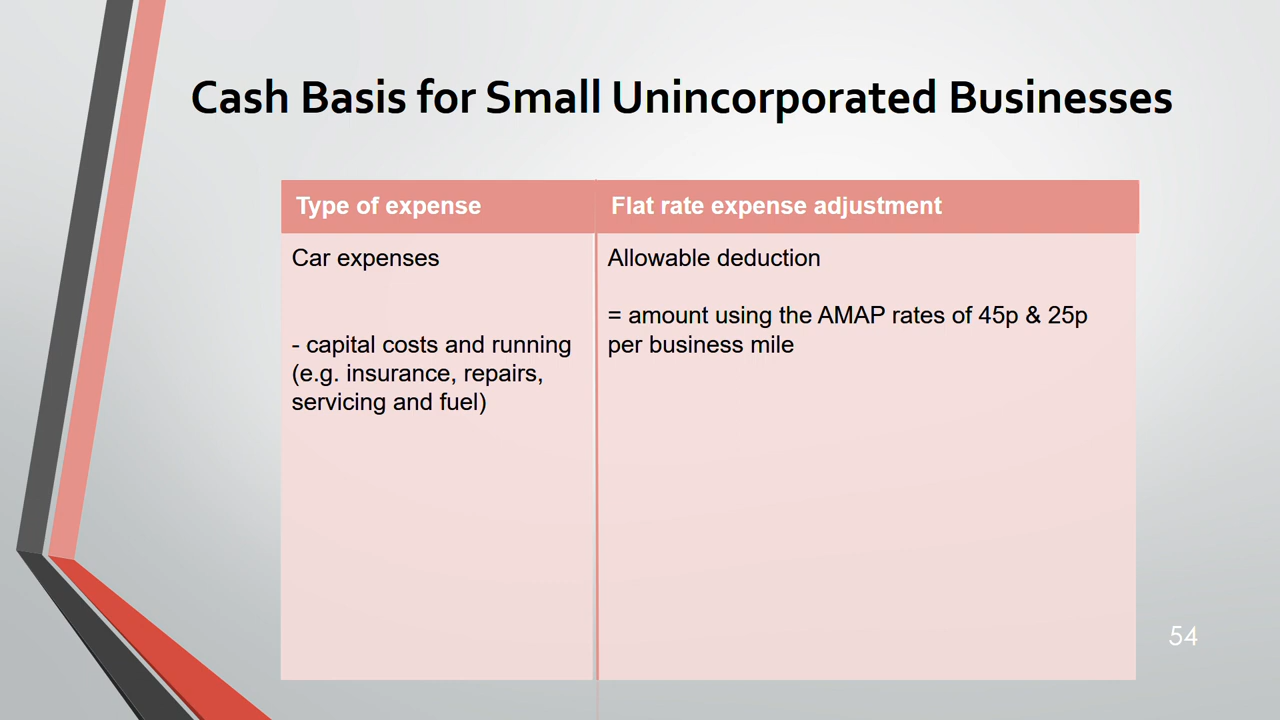 Cash Basis for Small Unincorporated Businesses
Type of expense
Flat rate expense adjustment
Car expenses
- capital costs and running
(e.g. insurance, repairs,
servicing and fuel)
Allowable deduction
= amount using the AMAP rates of 45p & 25p
per business mile
54